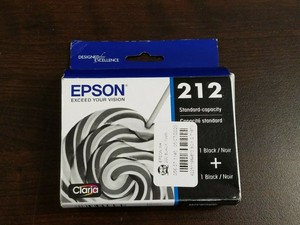 DESIGNED FOR EXCELLENCE
EPSON
EXCEED YOUR VISION
212
Standard-capacity
Capacité standard
1 Black / Noir
+
1 Black / Noir
Claria